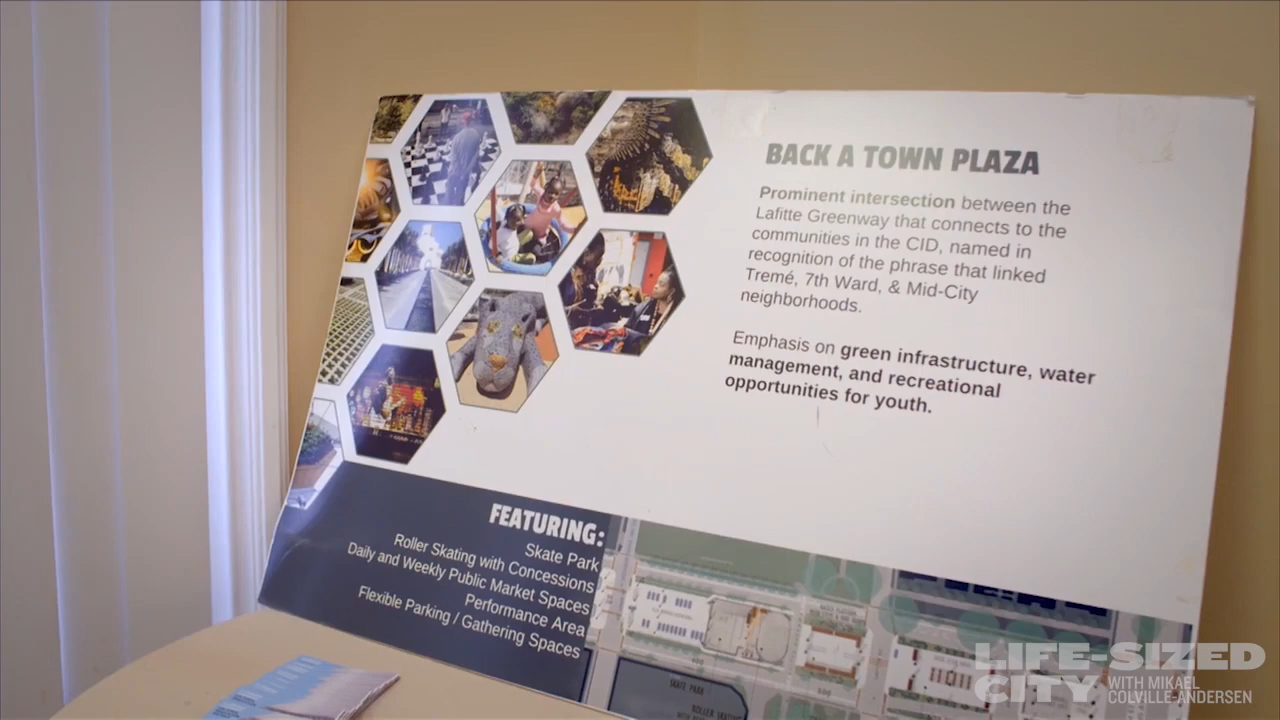 BACK A TOWN PLAZA
Prominent intersection between the
Lafitte Greenway that connects to the
communities in the CID, named in
recognition of the phrase that linked
Tremé, 7th Ward, & Mid-City
neighborhoods.
Emphasis on green infrastructure, water
management, and recreational
opportunities for youth.
FEATURING:
Skate Park
Roller Skating with Concessions
Daily and Weekly Public Market Spaces
Performance Area
Flexible Parking / Gathering Spaces
SKATE PARK
ROLLER SKATING
LIFE-SIZED
CITY WITH MIKAEL
COLVILLE-ANDERSEN